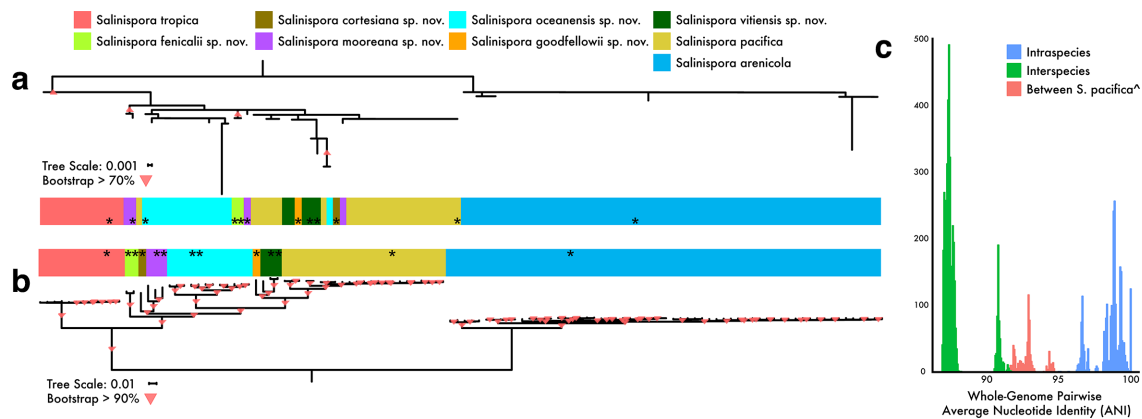 Salinispora tropica
Salinispora cortesiana sp. nov.
Salinispora oceanensis sp. nov.
Salinispora vitiensis sp. nov.
Salinispora fenicalii sp. nov.
Salinispora mooreana sp. nov.
Salinispora goodfellowii sp. nov.
Salinispora pacifica
Salinispora arenicola
a
Tree Scale: 0.001
Bootstrap > 70%
* * * * * * * * * * * * *
* * * * * * * * * * * * *
b
Tree Scale: 0.01
Bootstrap > 90%
c
500
Intraspecies
Interspecies
Between S. pacifica^
400
300
200
100
0
90
95
100
Whole-Genome Pairwise
Average Nucleotide Identity (ANI)